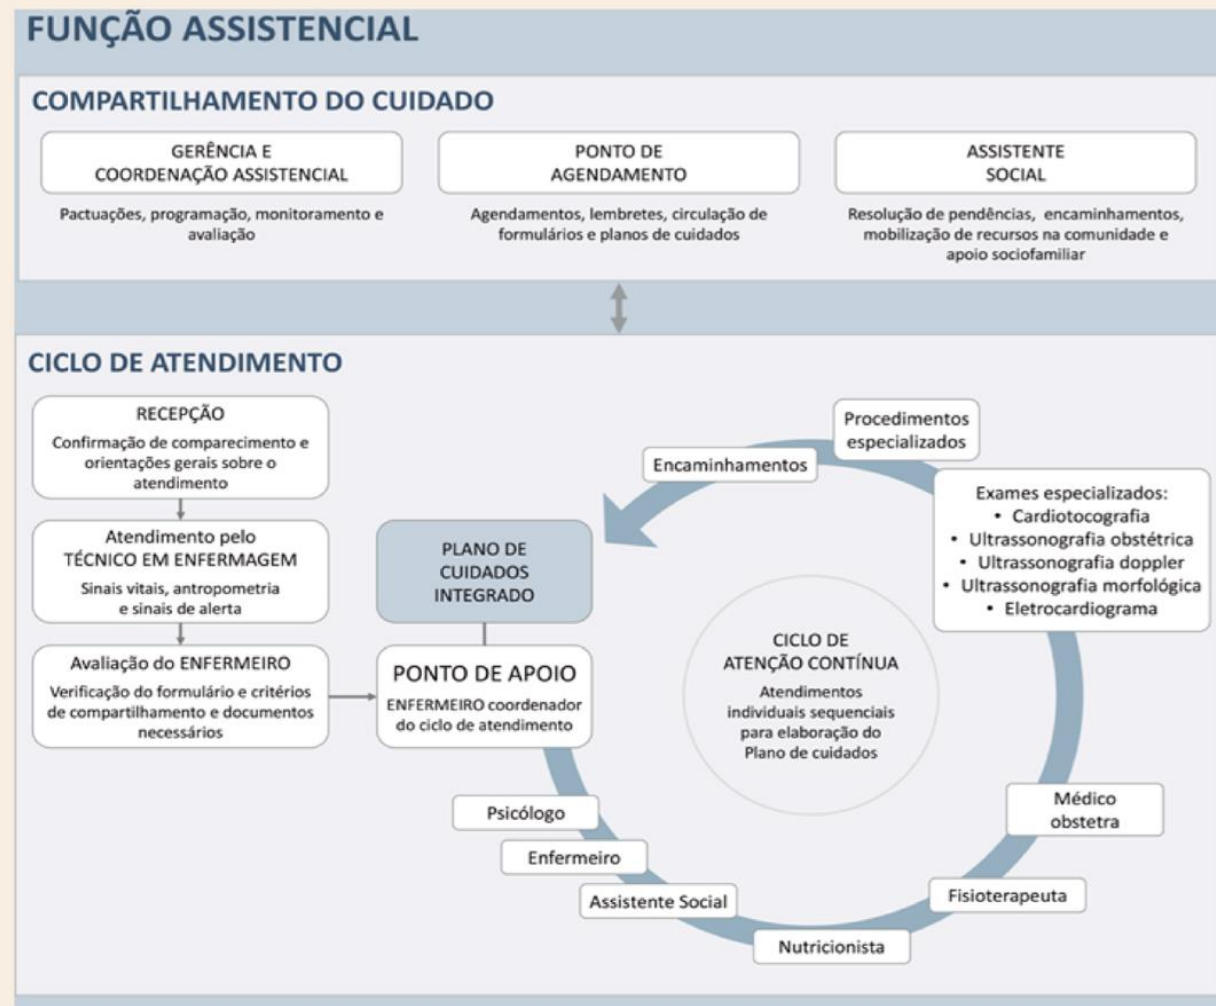 FUNÇÃO ASSISTENCIAL
COMPARTILHAMENTO DO CUIDADO
GERÊNCIA E
COORDENAÇÃO ASSISTENCIAL
Pactuações, programação, monitoramento e
avaliação
PONTO DE
AGENDAMENTO
Agendamentos, lembretes, circulação de
formulários e planos de cuidados
ASSISTENTE
SOCIAL
Resolução de pendências, encaminhamentos,
mobilização de recursos na comunidade e
apoio sociofamiliar
CICLO DE ATENDIMENTO
RECEPÇÃO
Confirmação de comparecimento e
orientações gerais sobre o
atendimento
Atendimento pelo
TÉCNICO EM ENFERMAGEM
Sinais vitais, antropometria
e sinais de alerta
Avaliação do ENFERMEIRO
Verificação do formulário e critérios
de compartilhamento e documentos
necessários
PLANO DE
CUIDADOS
INTEGRADO
PONTO DE APOIO
ENFERMEIRO coordenador
do ciclo de atendimento
Psicólogo
Enfermeiro
Assistente Social
Nutricionista
Fisioterapeuta
Médico
obstetra
Exames especializados:
• Cardiotocografia
• Ultrassonografia obstétrica
• Ultrassonografia doppler
• Ultrassonografia morfológica
• Eletrocardiograma
Procedimentos
especializados
Encaminhamentos
CICLO DE
ATENÇÃO CONTÍNUA
Atendimentos
individuais sequenciais
para elaboração do
Plano de cuidados